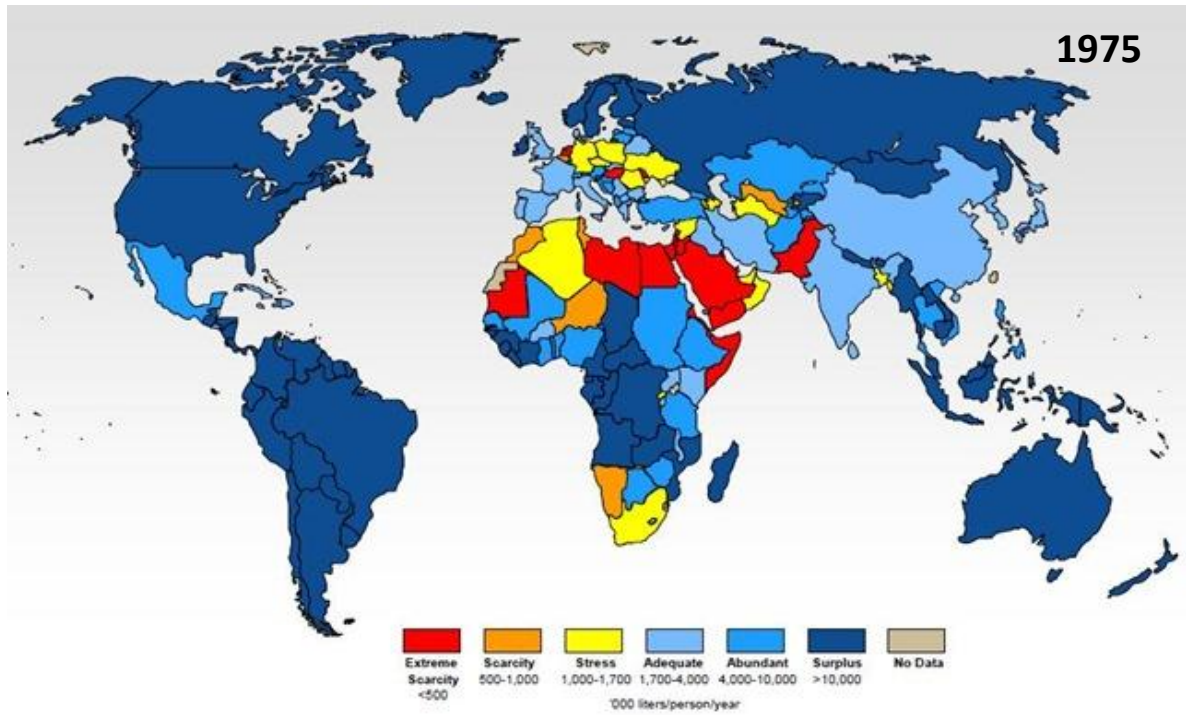 1975
Extreme Scarcity Stress Adequate Abundant Surplus No Data
Scarcity 500-1,000 1,000-1,700 1,700-4,000 4,000-10,000 >10,000
<500
'000 liters/person/year